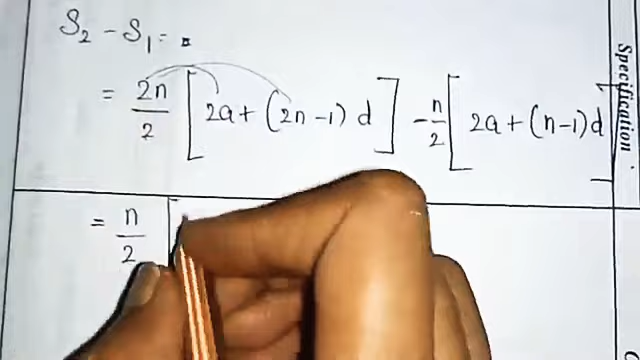 S₂ - S₁ =
= 2n/2 [2a + (2n-1) d] - n/2 [2a + (n-1)d]
= n/2 [
Specification